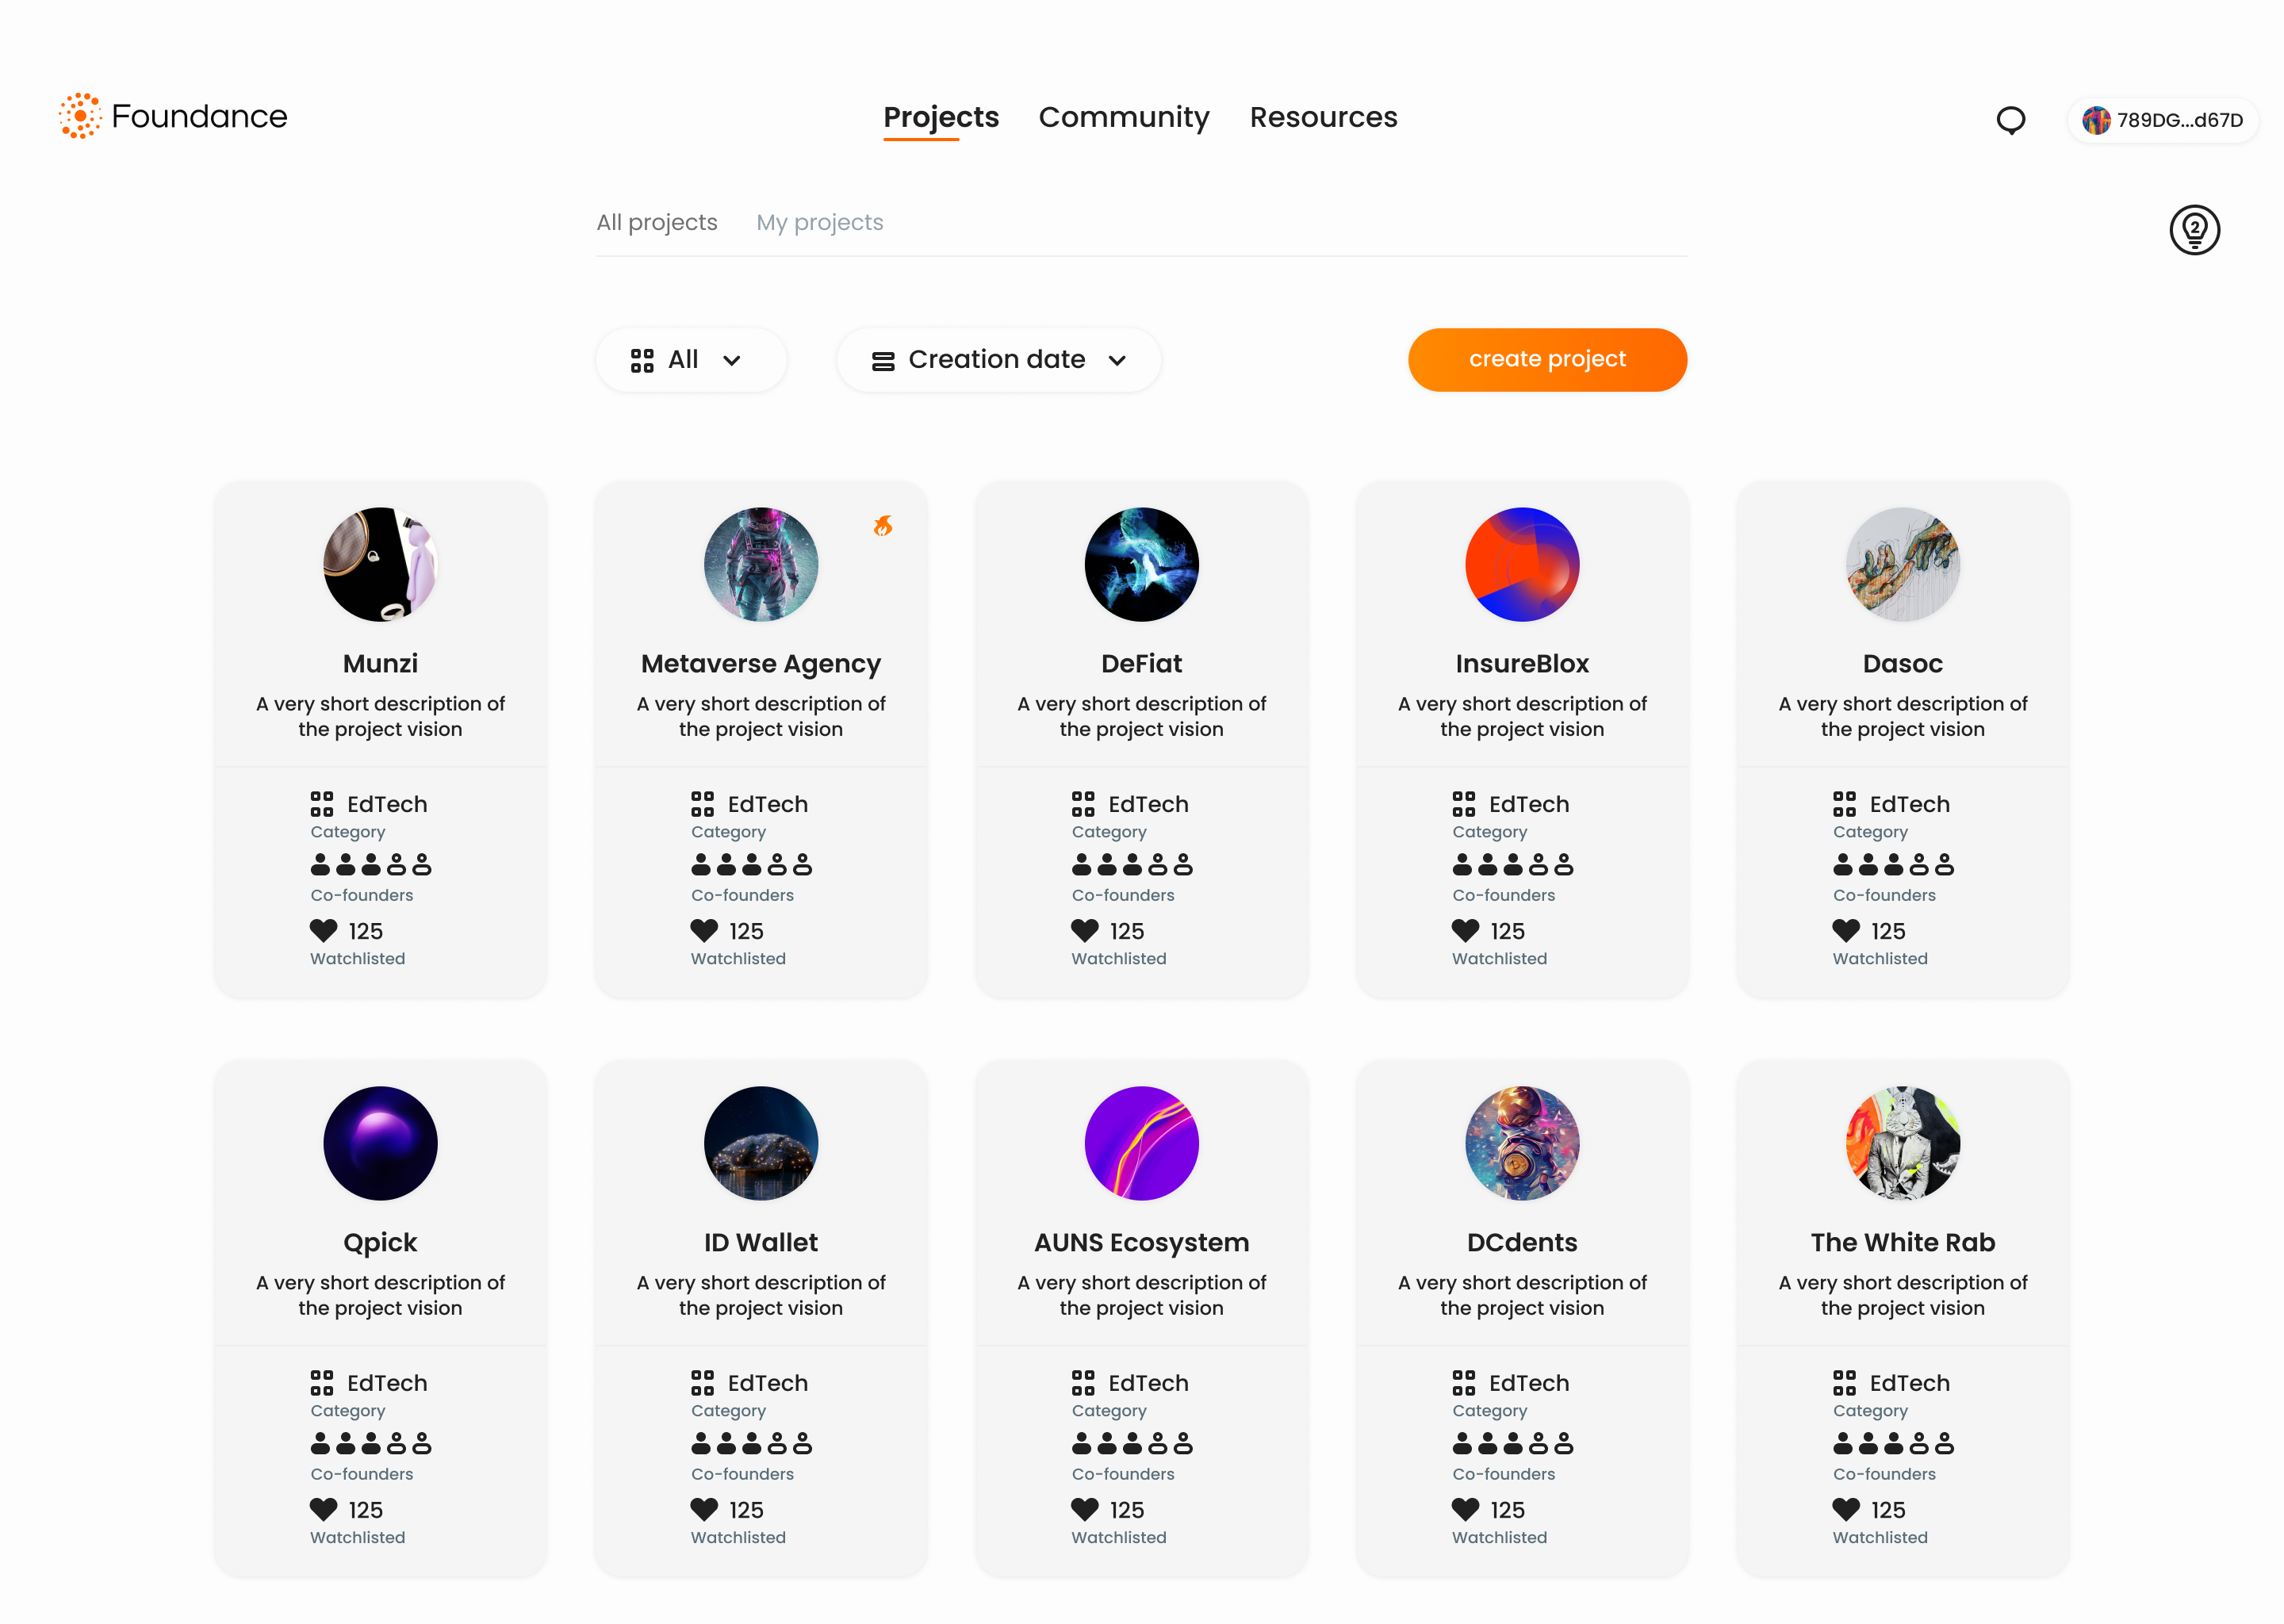 Foundance
Projects Community Resources
789DG...d67D
All projects My projects
2
All Creation date create project
Munzi
A very short description of
the project vision
EdTech
Category
Co-founders
125
Watchlisted
Metaverse Agency
A very short description of
the project vision
EdTech
Category
Co-founders
125
Watchlisted
DeFiat
A very short description of
the project vision
EdTech
Category
Co-founders
125
Watchlisted
InsureBlox
A very short description of
the project vision
EdTech
Category
Co-founders
125
Watchlisted
Dasoc
A very short description of
the project vision
EdTech
Category
Co-founders
125
Watchlisted
Qpick
A very short description of
the project vision
EdTech
Category
Co-founders
125
Watchlisted
ID Wallet
A very short description of
the project vision
EdTech
Category
Co-founders
125
Watchlisted
AUNS Ecosystem
A very short description of
the project vision
EdTech
Category
Co-founders
125
Watchlisted
DCdents
A very short description of
the project vision
EdTech
Category
Co-founders
125
Watchlisted
The White Rab
A very short description of
the project vision
EdTech
Category
Co-founders
125
Watchlisted